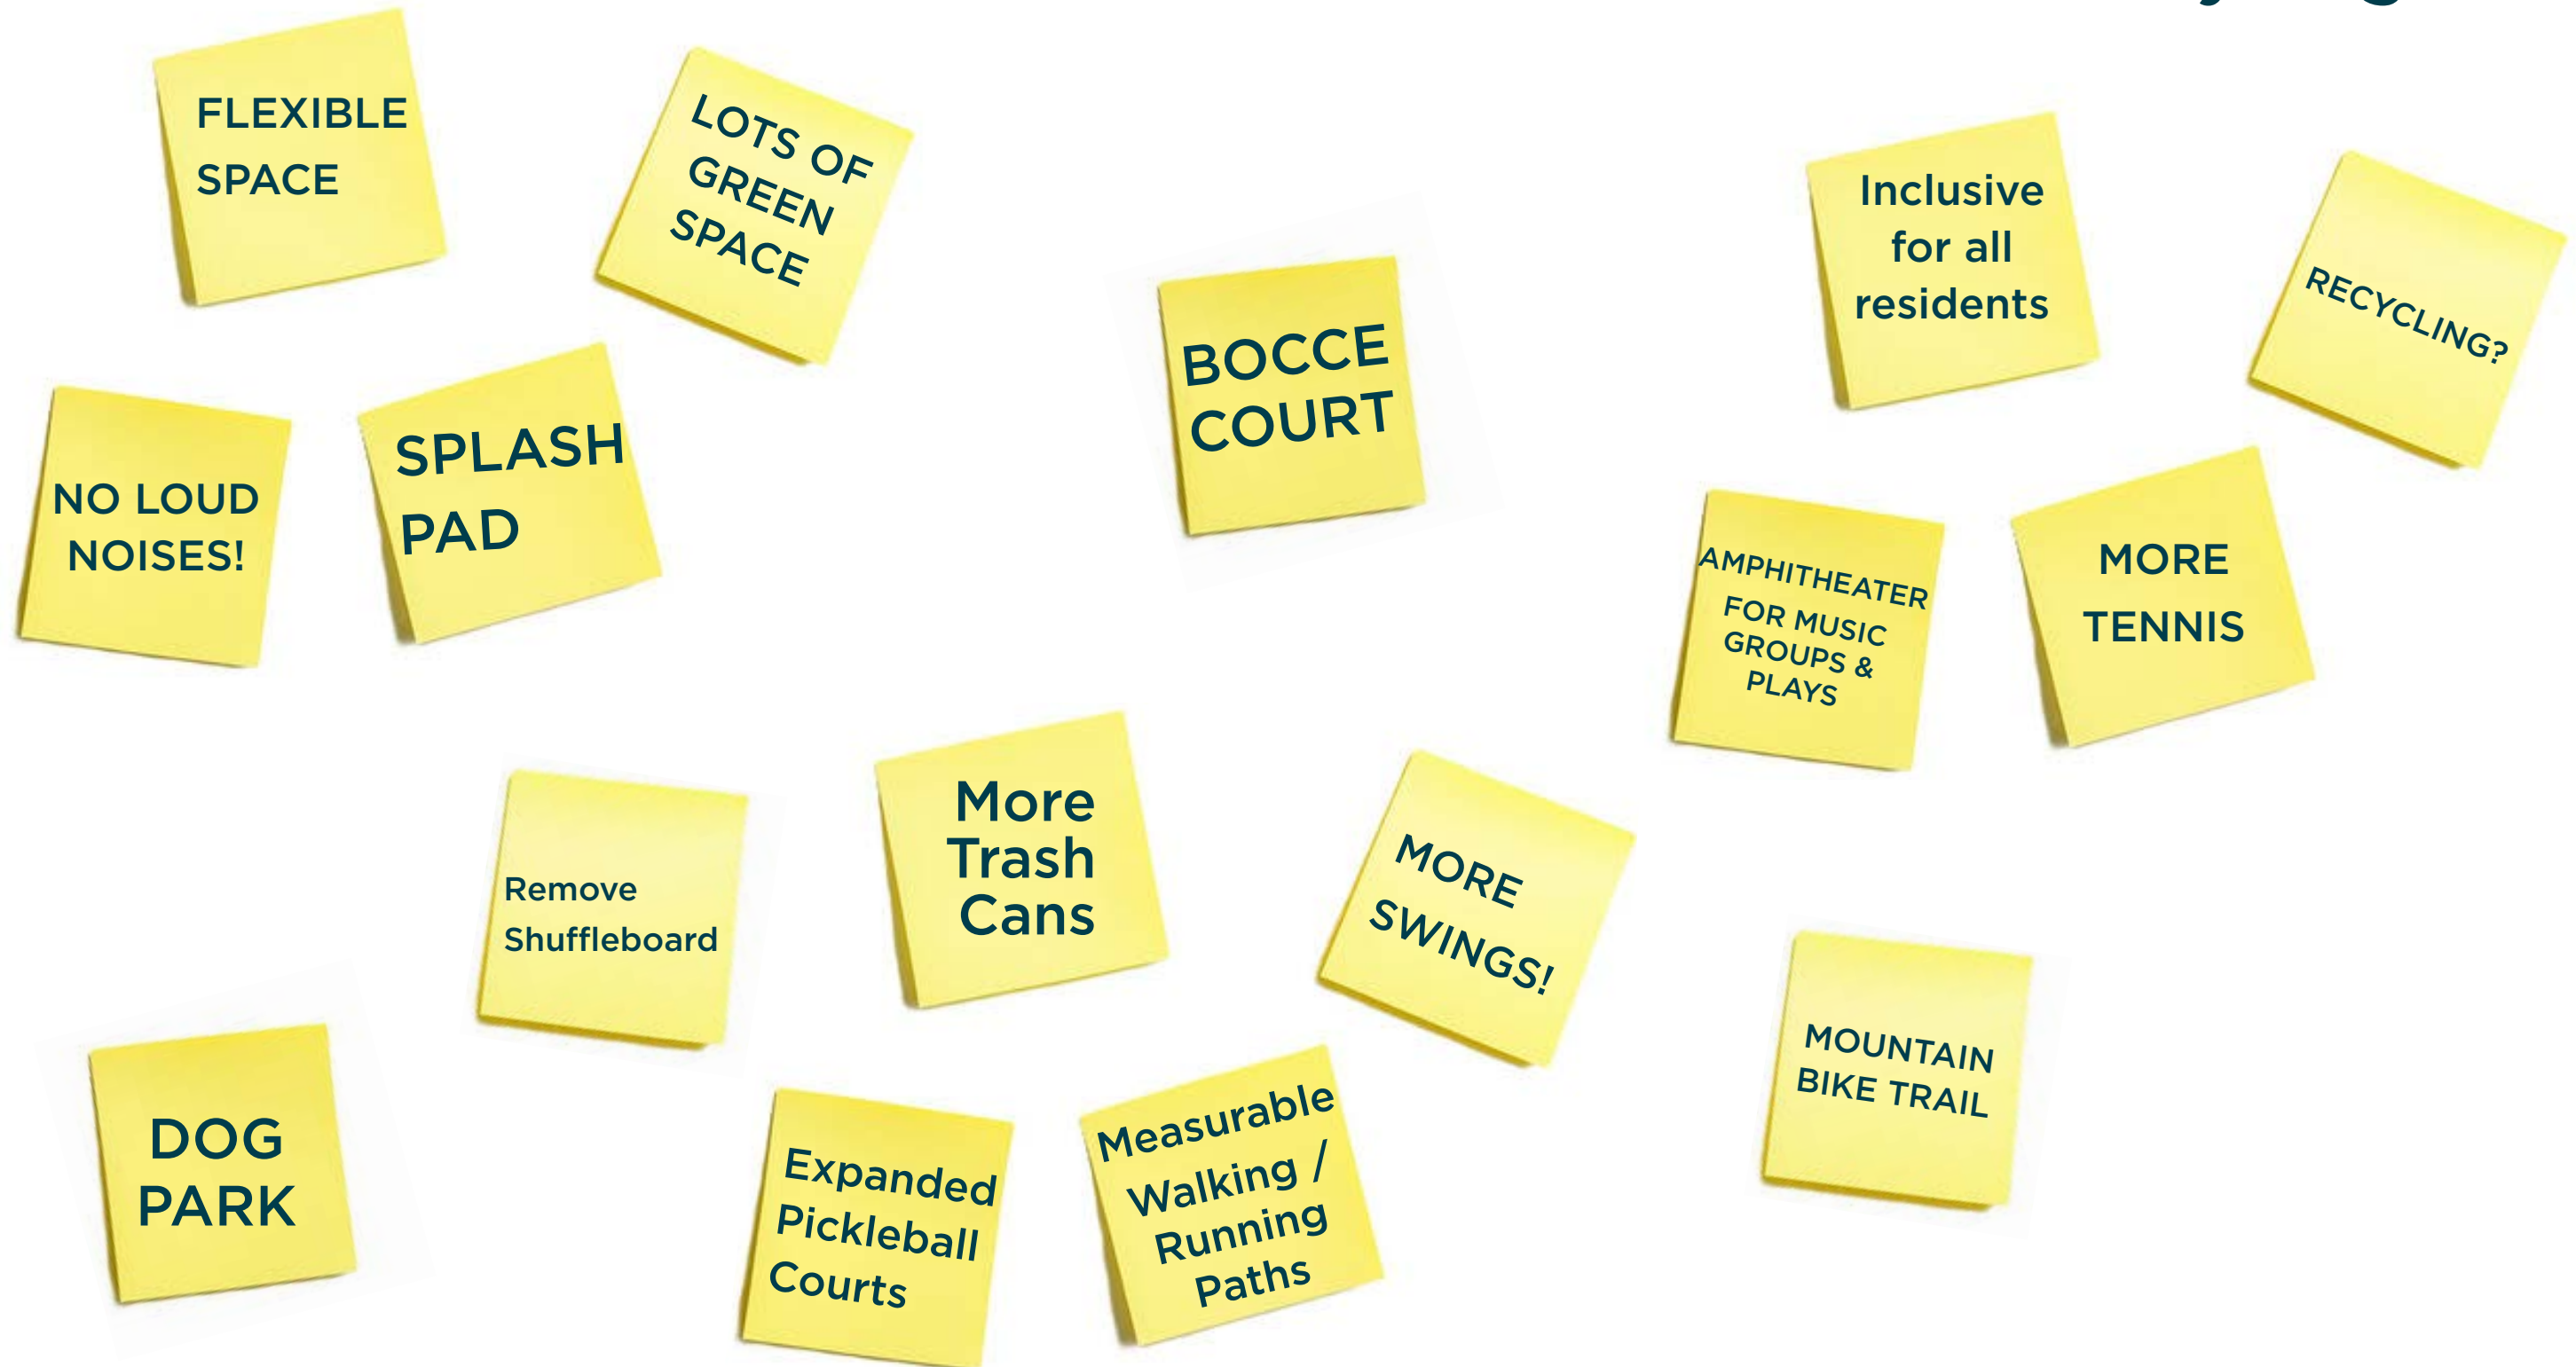 FLEXIBLE
SPACE
LOTS OF
GREEN
SPACE
NO LOUD
NOISES!
SPLASH
PAD
BOCCE
COURT
Inclusive
for all
residents
RECYCLING?
AMPHITHEATER
FOR MUSIC
GROUPS &
PLAYS
MORE
TENNIS
Remove
Shuffleboard
More
Trash
Cans
MORE
SWINGS!
DOG
PARK
Expanded
Pickleball
Courts
Measurable
Walking /
Running
Paths
MOUNTAIN
BIKE TRAIL